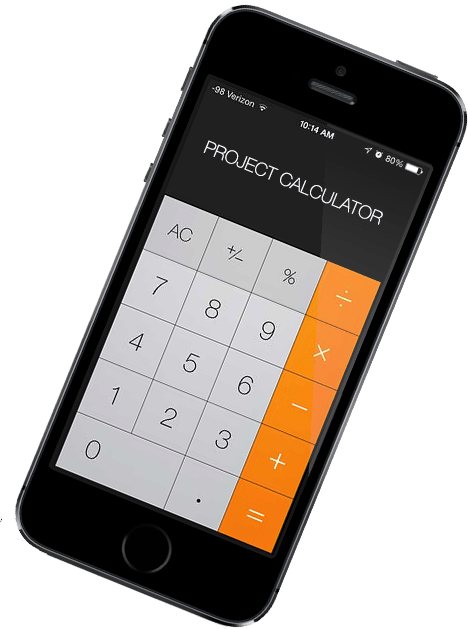 -98 Verizon 10:14 AM 80%
PROJECT CALCULATOR
AC +/− % ÷
7 8 9 ×
4 5 6 −
1 2 3 +
0 . =